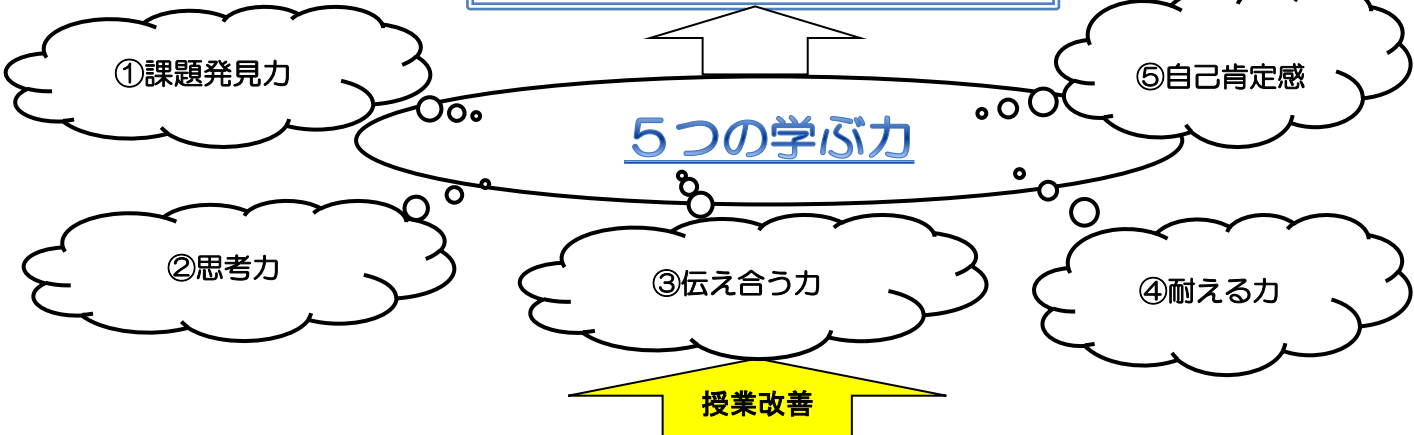 ①課題発見力
⑤自己肯定感
５つの学ぶ力
②思考力
③伝え合う力
④耐える力
授業改善